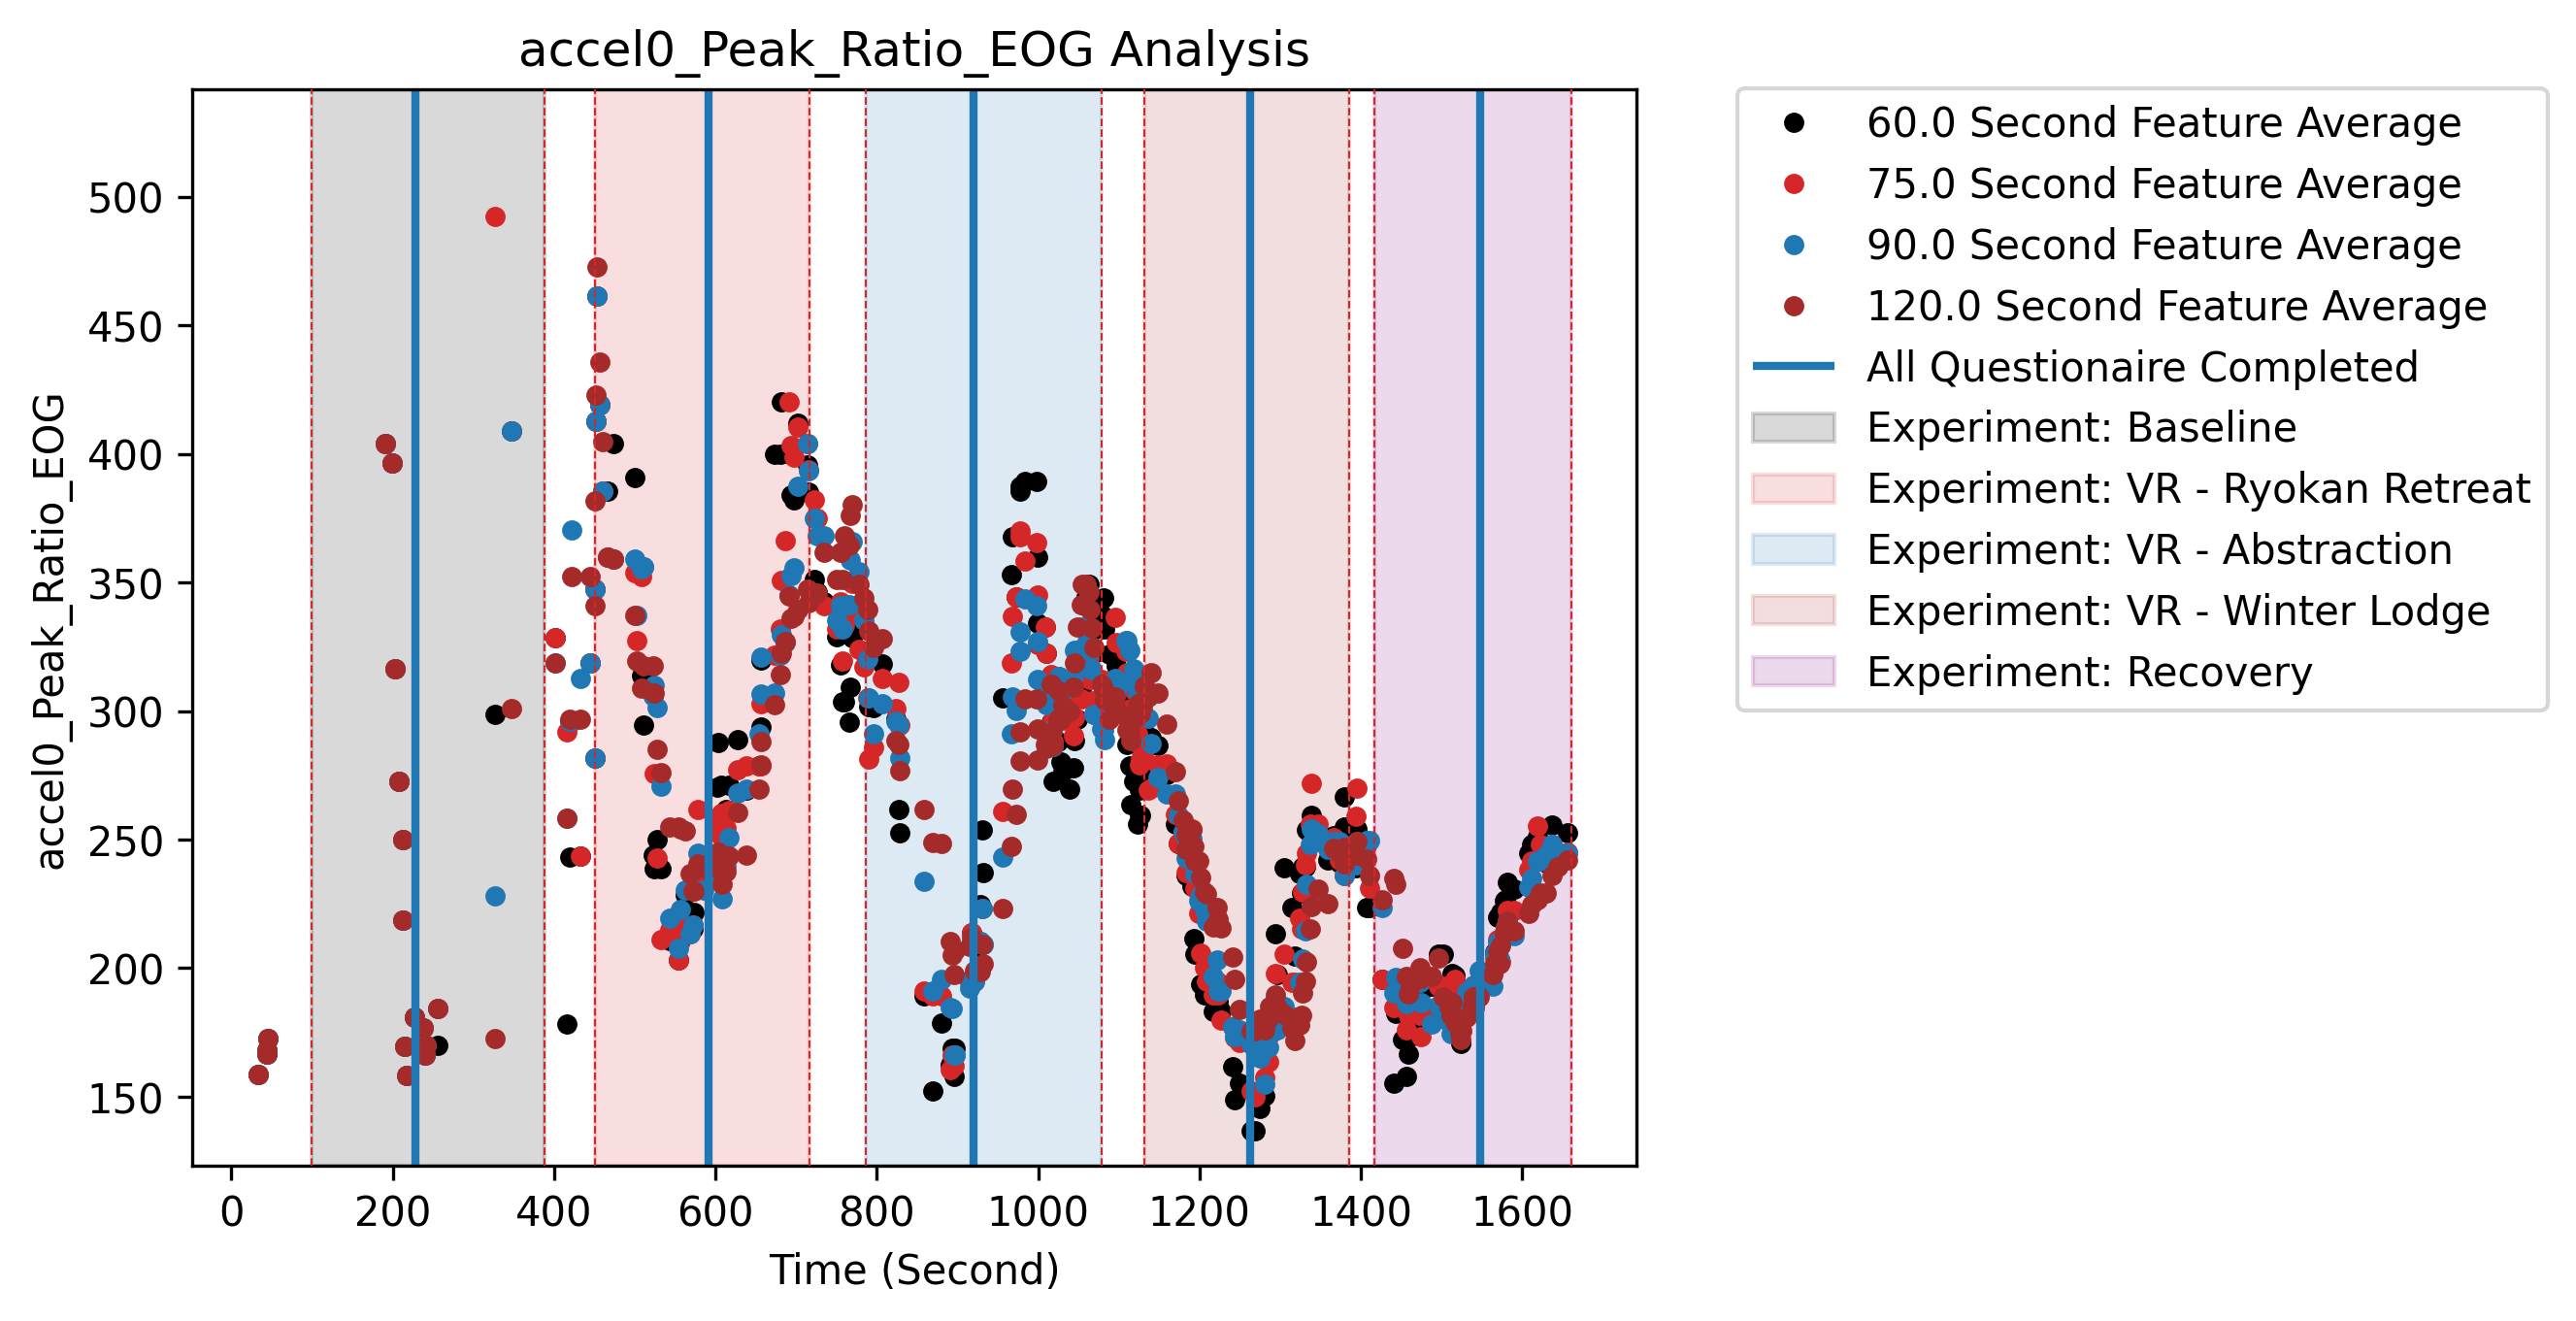 accel0_Peak_Ratio_EOG Analysis
500
450
400
350
300
250
200
150
accel0_Peak_Ratio_EOG
0 200 400 600 800 1000 1200 1400 1600
Time (Second)
60.0 Second Feature Average
75.0 Second Feature Average
90.0 Second Feature Average
120.0 Second Feature Average
All Questionaire Completed
Experiment: Baseline
Experiment: VR - Ryokan Retreat
Experiment: VR - Abstraction
Experiment: VR - Winter Lodge
Experiment: Recovery